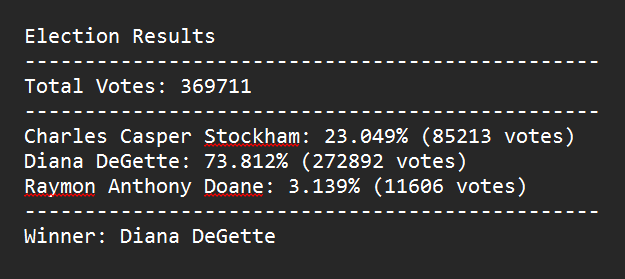 Election Results
-------------------------------------------------
Total Votes: 369711
-------------------------------------------------
Charles Casper Stockham: 23.049% (85213 votes)
Diana DeGette: 73.812% (272892 votes)
Raymon Anthony Doane: 3.139% (11606 votes)
-------------------------------------------------
Winner: Diana DeGette